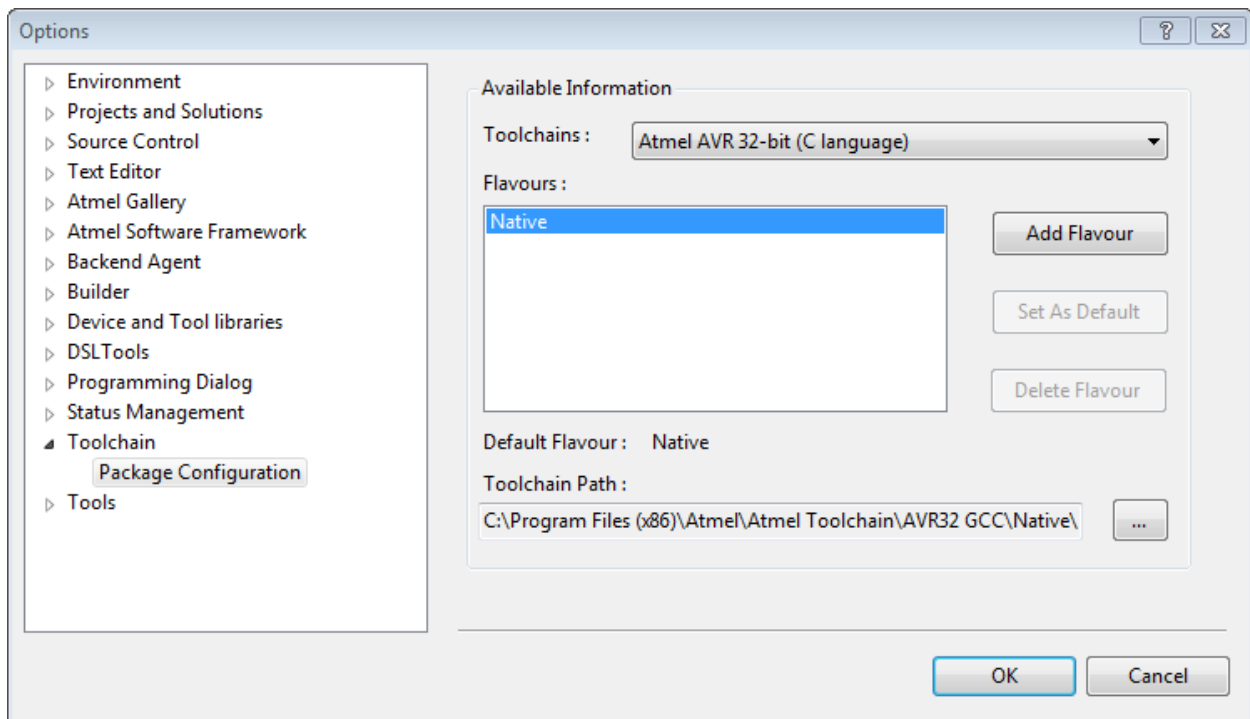 Options
Environment
Projects and Solutions
Source Control
Text Editor
Atmel Gallery
Atmel Software Framework
Backend Agent
Builder
Device and Tool libraries
DSLTools
Programming Dialog
Status Management
Toolchain
Package Configuration
Tools
Available Information
Toolchains :
Atmel AVR 32-bit (C language)
Flavours :
Native
Add Flavour
Set As Default
Delete Flavour
Default Flavour : Native
Toolchain Path :
C:\Program Files (x86)\Atmel\Atmel Toolchain\AVR32 GCC\Native\
...
OK
Cancel